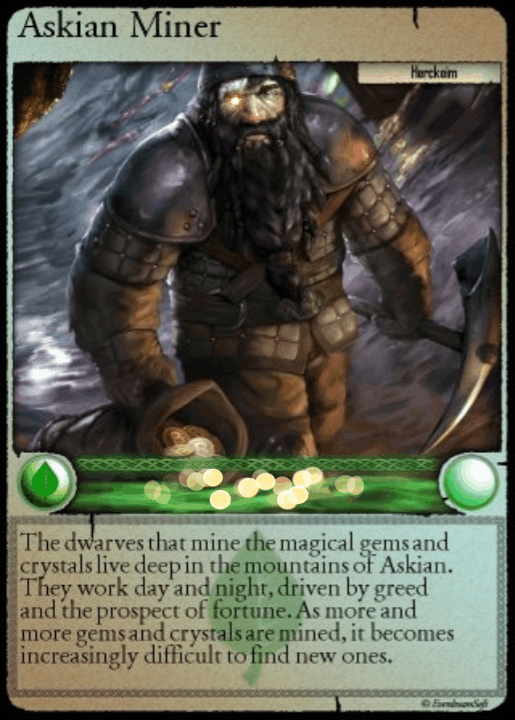 Askian Miner
Herckeim
The dwarves that mine the magical gems and
crystals live deep in the mountains of Askian.
They work day and night, driven by greed
and the prospect of fortune. As more and
more gems and crystals are mined, it becomes
increasingly difficult to find new ones.
© EverdreamSoft